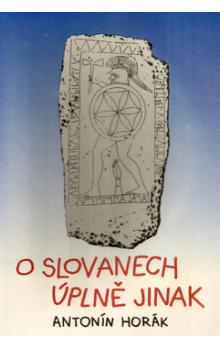 O SLOVANECH
ÚPLNĚ JINAK
ANTONÍN HORÁK